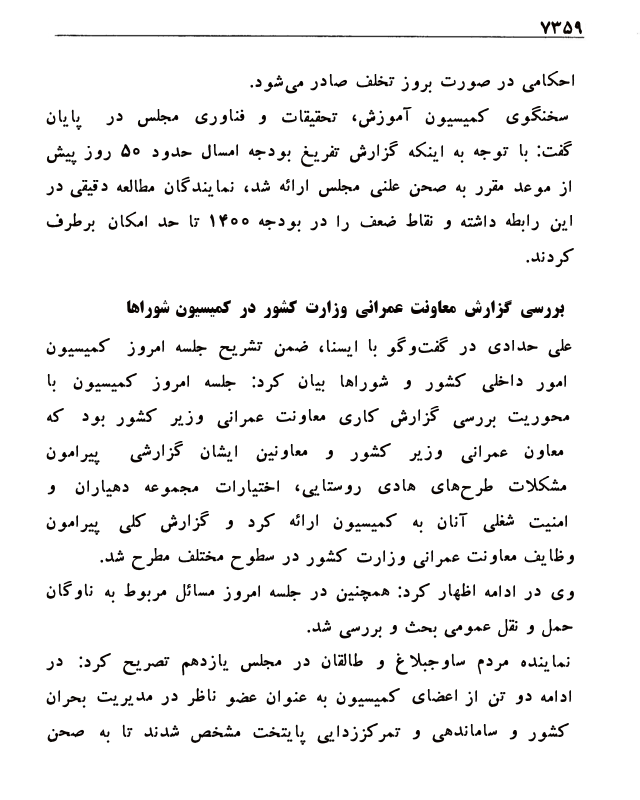 ۷۳۵۹
احکامی در صورت بروز تخلف صادر می‌شود.
سخنگوی کمیسیون آموزش، تحقیقات و فناوری مجلس در پایان
گفت: با توجه به اینکه گزارش تفریغ بودجه امسال حدود ۵۰ روز پیش
از موعد مقرر به صحن علنی مجلس ارائه شد، نمایندگان مطالعه دقیقی در
این رابطه داشته و نقاط ضعف را در بودجه ۱۴۰۰ تا حد امکان برطرف
کردند.
بررسی گزارش معاونت عمرانی وزارت کشور در کمیسیون شوراها
علی حدادی در گفت‌وگو با ایسنا، ضمن تشریح جلسه امروز کمیسیون
امور داخلی کشور و شوراها بیان کرد: جلسه امروز کمیسیون با
محوریت بررسی گزارش کاری معاونت عمرانی وزیر کشور بود که
معاون عمرانی وزیر کشور و معاونین ایشان گزارشی پیرامون
مشکلات طرح‌های هادی روستایی، اختیارات مجموعه دهیاران و
امنیت شغلی آنان به کمیسیون ارائه کرد و گزارش کلی پیرامون
وظایف معاونت عمرانی وزارت کشور در سطوح مختلف مطرح شد.
وی در ادامه اظهار کرد: همچنین در جلسه امروز مسائل مربوط به ناوگان
حمل و نقل عمومی بحث و بررسی شد.
نماینده مردم ساوجبلاغ و طالقان در مجلس یازدهم تصریح کرد: در
ادامه دو تن از اعضای کمیسیون به عنوان عضو ناظر در مدیریت بحران
کشور و ساماندهی و تمرکززدایی پایتخت مشخص شدند تا به صحن